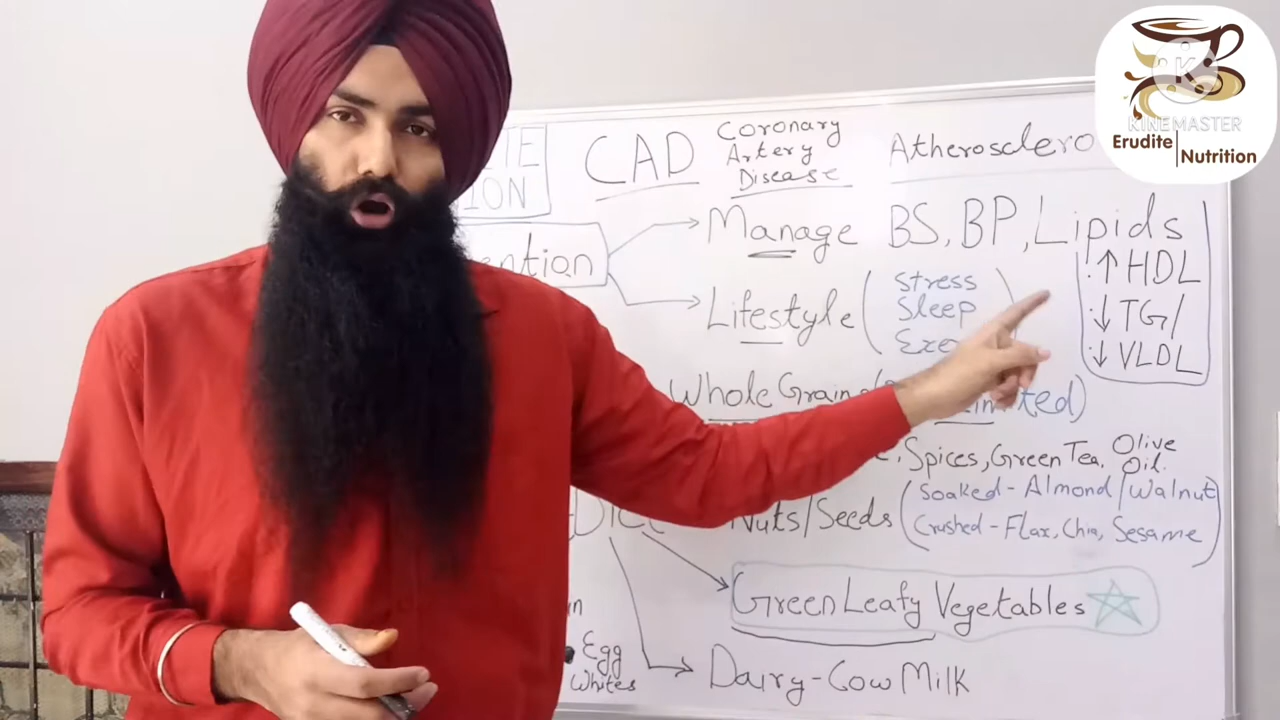 CAD Coronary Artery Disease Atherosclero
Manage BS, BP, Lipids
↑ HDL
↓ TG/
↓ VLDL
Lifestyle (Stress
Sleep
Whole Grain
Spices, Green Tea, Olive Oil.
Nuts/Seeds (Soaked - Almond/Walnut
Crushed - Flax, Chia, Sesame)
Green Leafy Vegetables
Egg Whites
Dairy - Cow Milk
KINEMASTER
Erudite Nutrition